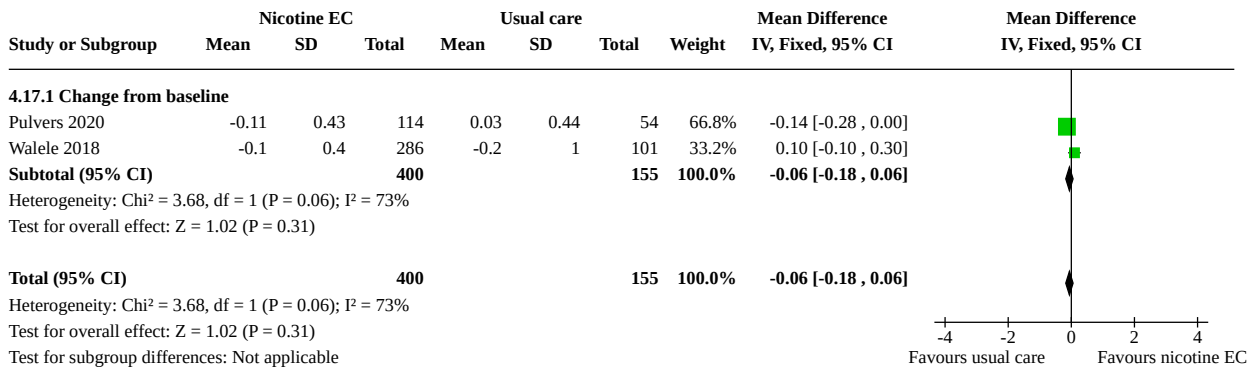 Nicotine EC Usual care Mean Difference Mean Difference
Study or Subgroup Mean SD Total Mean SD Total Weight IV, Fixed, 95% CI IV, Fixed, 95% CI
4.17.1 Change from baseline
Pulvers 2020 -0.11 0.43 114 0.03 0.44 54 66.8% -0.14 [-0.28 , 0.00]
Walele 2018 -0.1 0.4 286 -0.2 1 101 33.2% 0.10 [-0.10 , 0.30]
Subtotal (95% CI) 400 155 100.0% -0.06 [-0.18 , 0.06]
Heterogeneity: Chi² = 3.68, df = 1 (P = 0.06); I² = 73%
Test for overall effect: Z = 1.02 (P = 0.31)
Total (95% CI) 400 155 100.0% -0.06 [-0.18 , 0.06]
Heterogeneity: Chi² = 3.68, df = 1 (P = 0.06); I² = 73%
Test for overall effect: Z = 1.02 (P = 0.31)
-4 -2 0 2 4
Test for subgroup differences: Not applicable Favours usual care Favours nicotine EC